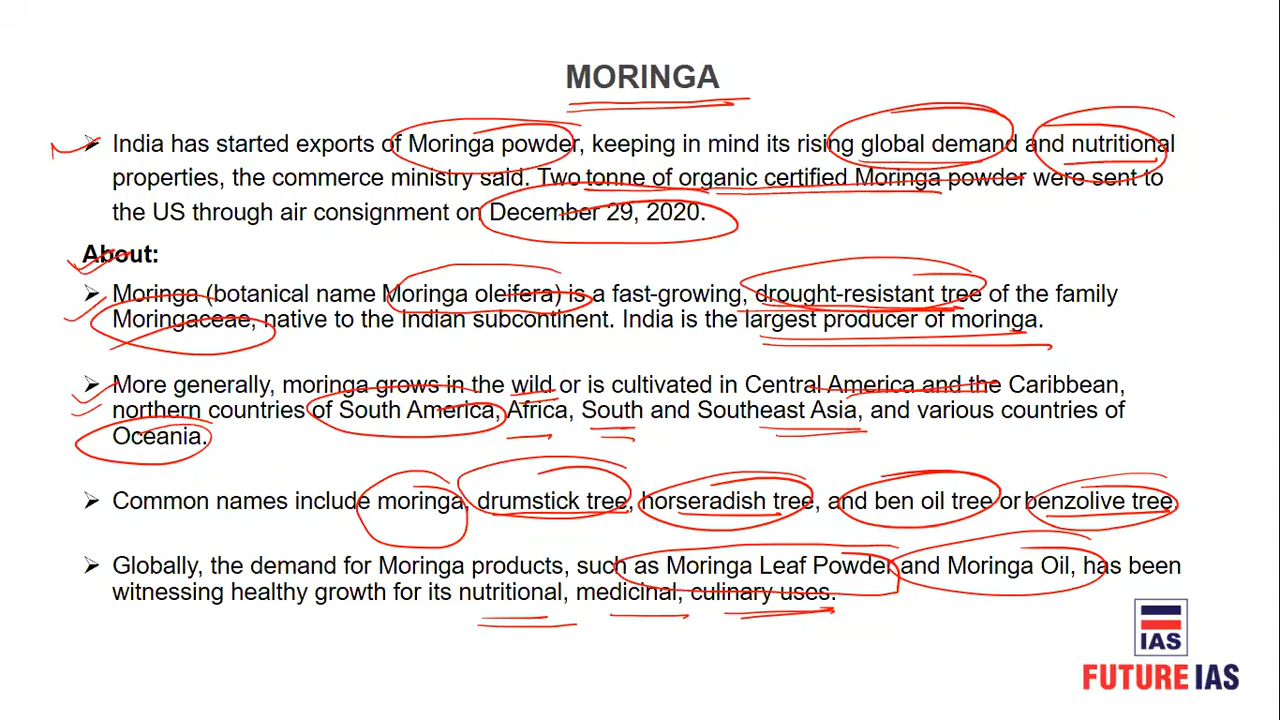 MORINGA
➢ India has started exports of Moringa powder, keeping in mind its rising global demand and nutritional
properties, the commerce ministry said. Two tonne of organic certified Moringa powder were sent to
the US through air consignment on December 29, 2020.
About:
➢ Moringa (botanical name Moringa oleifera) is a fast-growing, drought-resistant tree of the family
Moringaceae, native to the Indian subcontinent. India is the largest producer of moringa.
➢ More generally, moringa grows in the wild or is cultivated in Central America and the Caribbean,
northern countries of South America, Africa, South and Southeast Asia, and various countries of
Oceania.
➢ Common names include moringa, drumstick tree, horseradish tree, and ben oil tree or benzolive tree.
➢ Globally, the demand for Moringa products, such as Moringa Leaf Powder and Moringa Oil, has been
witnessing healthy growth for its nutritional, medicinal, culinary uses.
IAS
FUTURE IAS